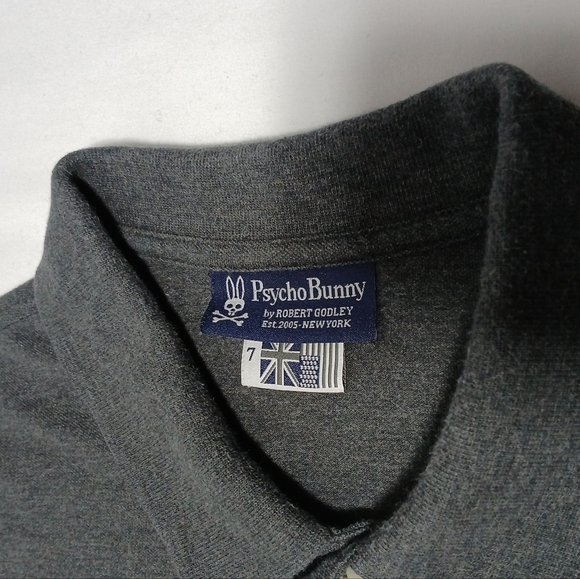 PsychoBunny
by ROBERT GODLEY
EST.2005-NEW YORK
7